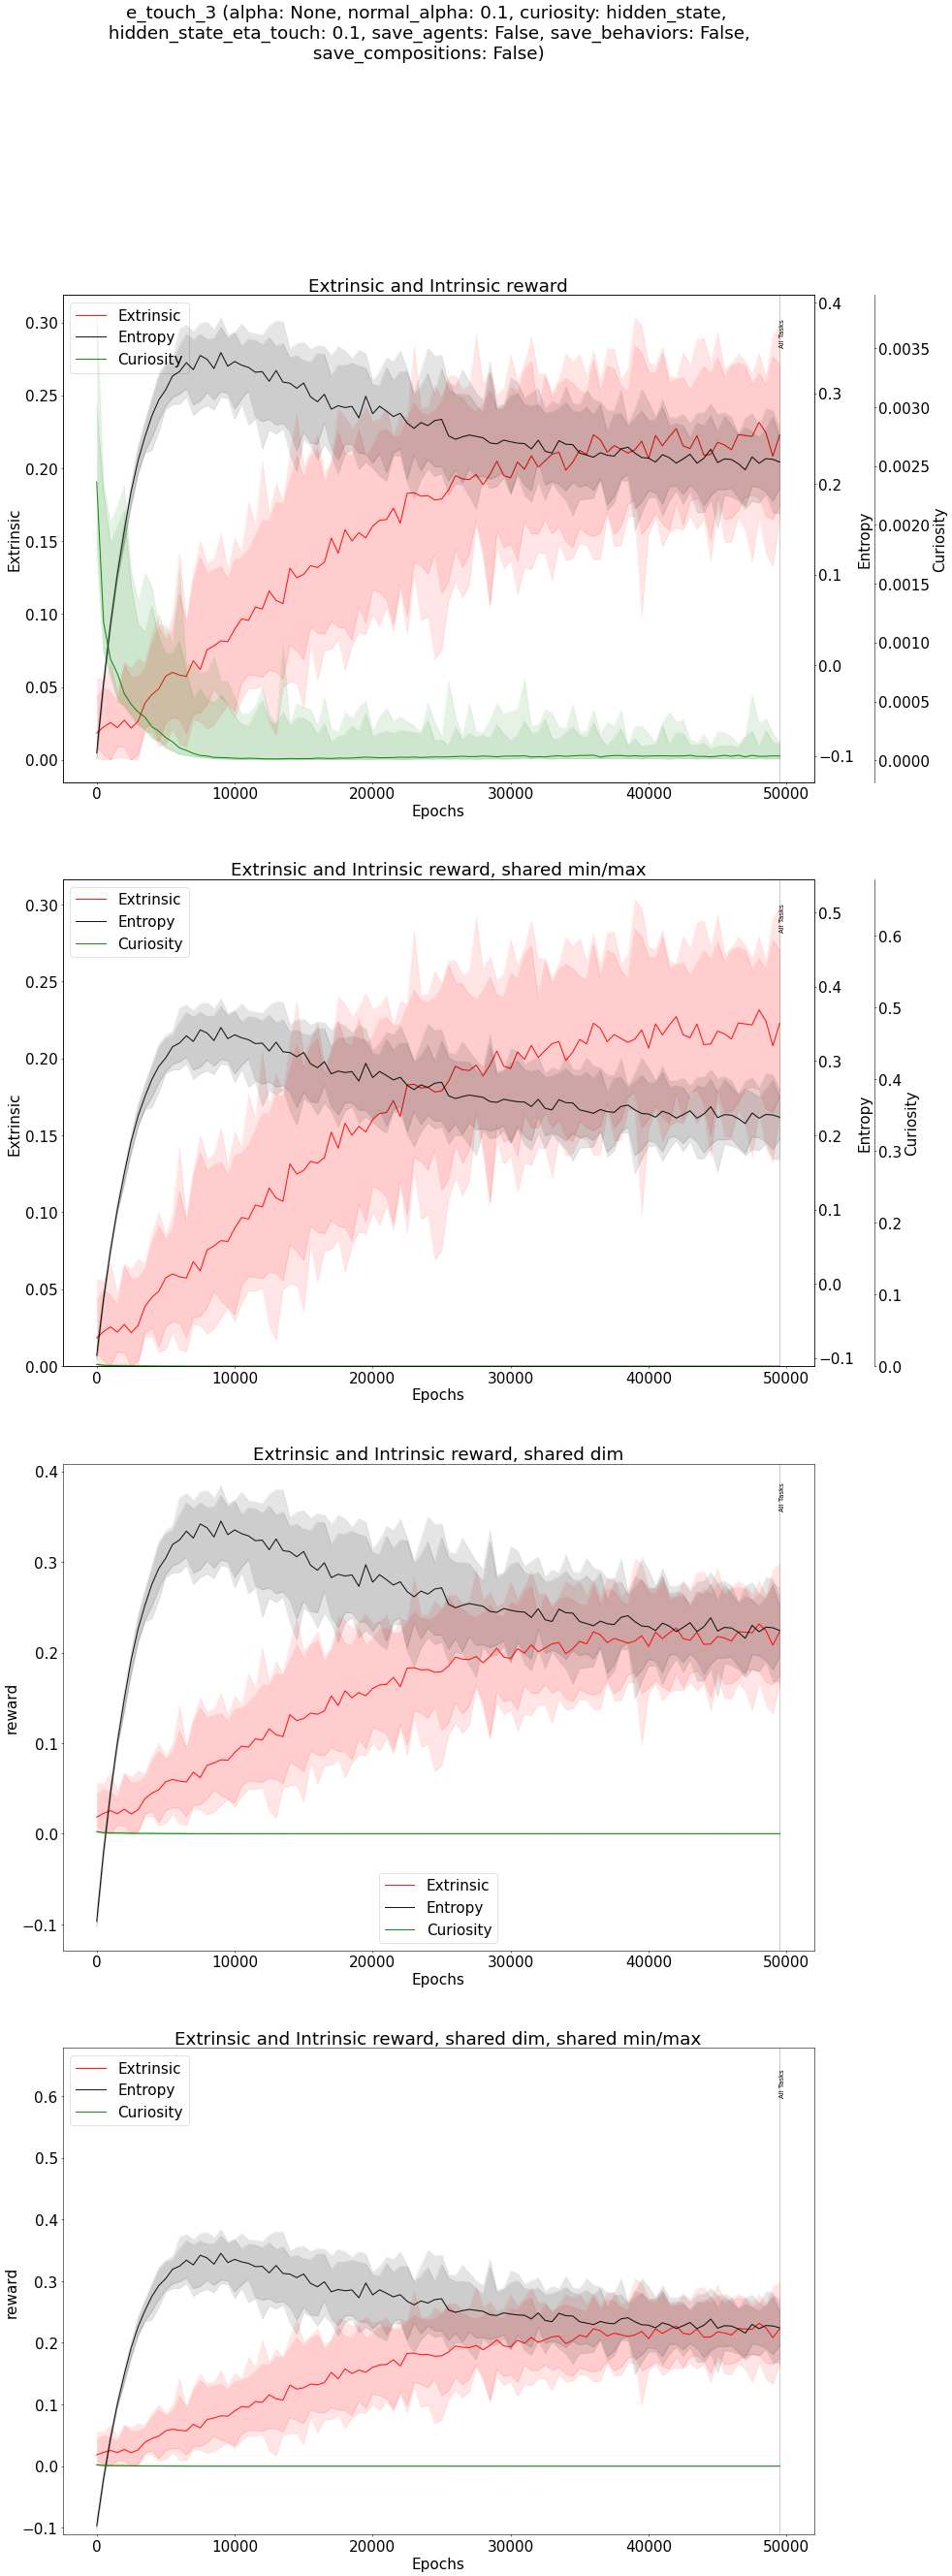 e_touch_3 (alpha: None, normal_alpha: 0.1, curiosity: hidden_state,
hidden_state_eta_touch: 0.1, save_agents: False, save_behaviors: False,
save_compositions: False)
Extrinsic and Intrinsic reward
Extrinsic
Entropy
Curiosity
All Tasks
0.30
0.25
0.20
0.15
0.10
0.05
0.00
Extrinsic
0.4
0.3
0.2
0.1
0.0
−0.1
Entropy
0.0035
0.0030
0.0025
0.0020
0.0015
0.0010
0.0005
0.0000
Curiosity
0 10000 20000 30000 40000 50000
Epochs
Extrinsic and Intrinsic reward, shared min/max
Extrinsic
Entropy
Curiosity
All Tasks
0.30
0.25
0.20
0.15
0.10
0.05
0.00
Extrinsic
0.5
0.4
0.3
0.2
0.1
0.0
−0.1
Entropy
0.6
0.5
0.4
0.3
0.2
0.1
0.0
Curiosity
0 10000 20000 30000 40000 50000
Epochs
Extrinsic and Intrinsic reward, shared dim
All Tasks
0.4
0.3
0.2
0.1
0.0
−0.1
reward
Extrinsic
Entropy
Curiosity
0 10000 20000 30000 40000 50000
Epochs
Extrinsic and Intrinsic reward, shared dim, shared min/max
Extrinsic
Entropy
Curiosity
All Tasks
0.6
0.5
0.4
0.3
0.2
0.1
0.0
−0.1
reward
0 10000 20000 30000 40000 50000
Epochs